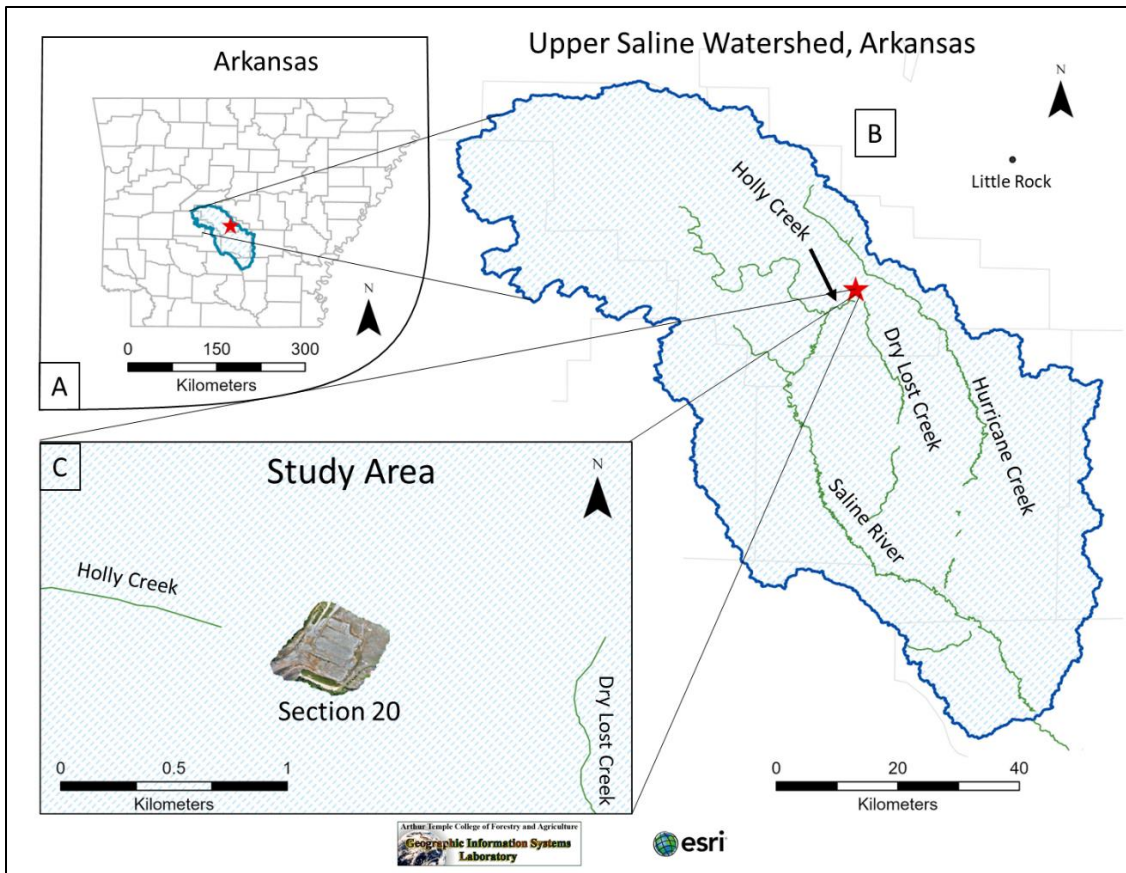 Upper Saline Watershed, Arkansas
Arkansas
N
0 150 300
Kilometers
A
N
B
Little Rock
Holly Creek
Dry Lost Creek
Hurricane Creek
Saline River
0 20 40
Kilometers
C
Study Area
N
Holly Creek
Section 20
Dry Lost Creek
0 0.5 1
Kilometers
Arthur Temple College of Forestry and Agriculture
Geographic Information Systems
Laboratory
esri